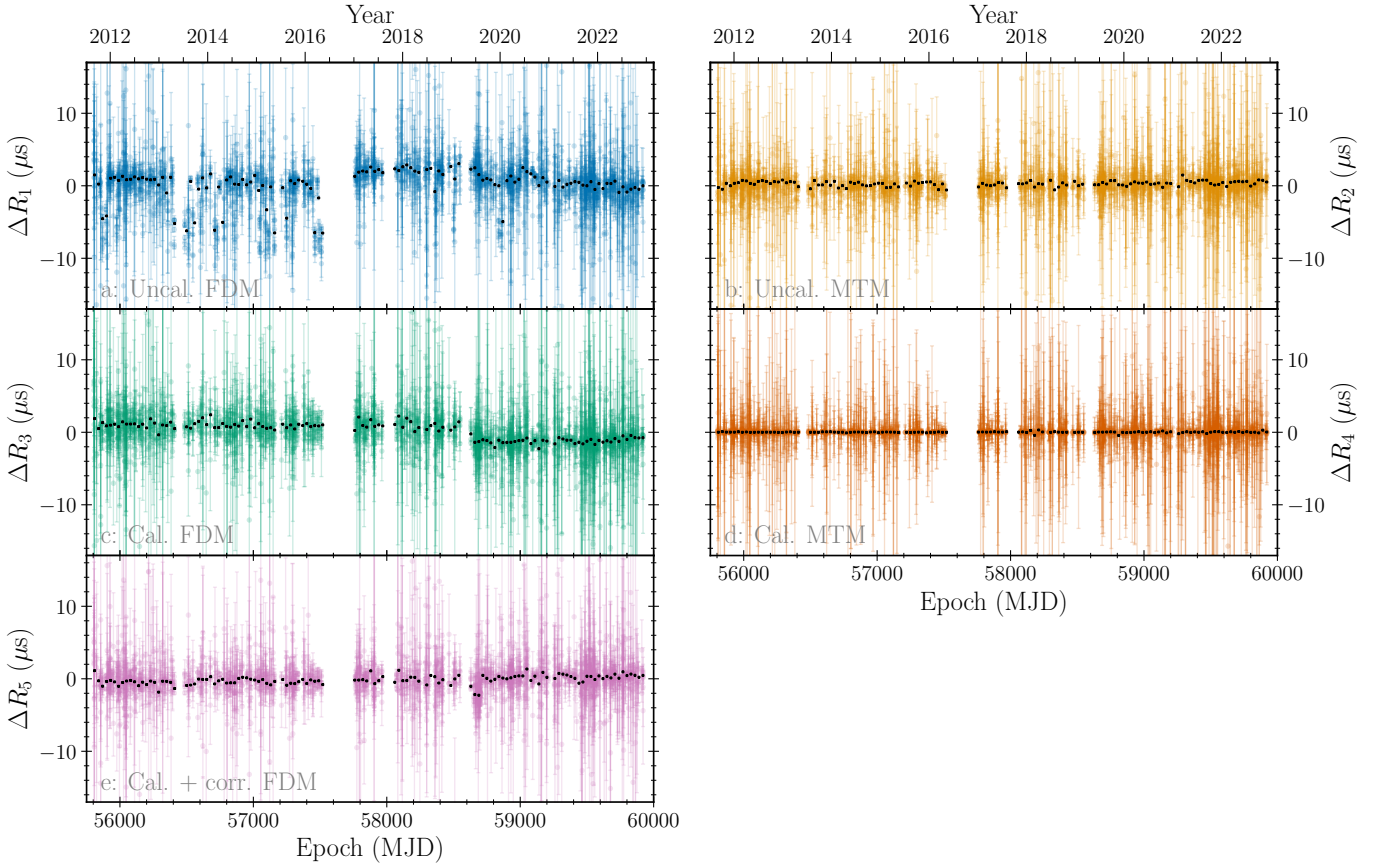 Year
2012 2014 2016 2018 2020 2022
Year
2012 2014 2016 2018 2020 2022
10
0
−10
ΔR₁ (μs)
a: Uncal. FDM
10
0
−10
ΔR₂ (μs)
b: Uncal. MTM
10
0
−10
ΔR₃ (μs)
c: Cal. FDM
10
0
−10
ΔR₄ (μs)
d: Cal. MTM
56000 57000 58000 59000 60000
Epoch (MJD)
10
0
−10
ΔR₅ (μs)
e: Cal. + corr. FDM
56000 57000 58000 59000 60000
Epoch (MJD)